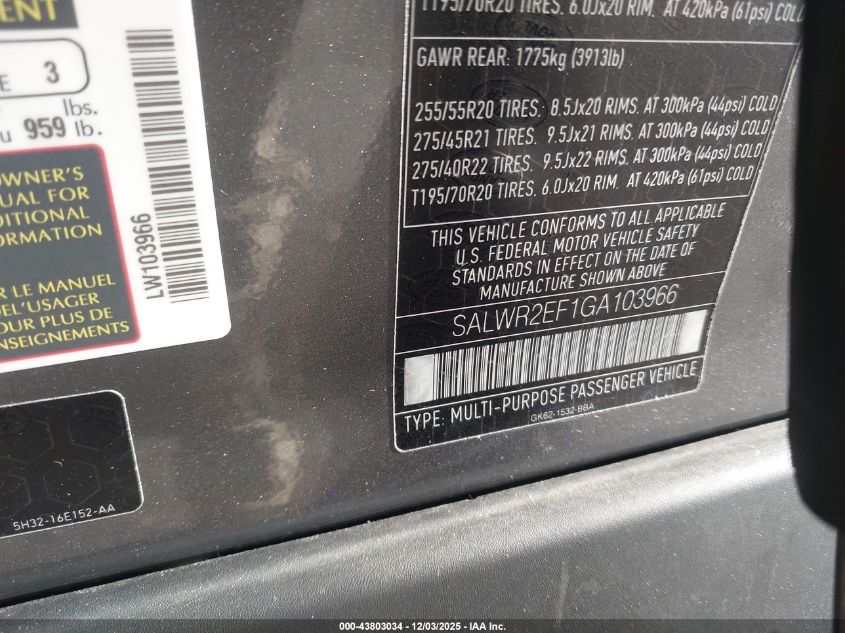 ENT
E 3
lbs.
u 959 lb.
OWNER'S
ANUAL FOR
DITIONAL
ORMATION
R LE MANUEL
UEL'USAGER
OUR PLUS DE
NSEIGNEMENTS
LW103966
5H32-16E152-AA
T195/70R20 TIRES. 6.0Jx20 RIM. AT 420kPa (61psi) COLD
GAWR REAR: 1775kg (3913lb)
255/55R20 TIRES: 8.5Jx20 RIMS. AT 300kPa (44psi) COLD
275/45R21 TIRES: 9.5Jx21 RIMS. AT 300kPa (44psi) COLD
275/40R22 TIRES: 9.5Jx22 RIMS. AT 300kPa (44psi) COLD
T195/70R20 TIRES. 6.0Jx20 RIM. AT 420kPa (61psi) COLD
THIS VEHICLE CONFORMS TO ALL APPLICABLE
U.S. FEDERAL MOTOR VEHICLE SAFETY
STANDARDS IN EFFECT ON THE DATE OF
MANUFACTURE SHOWN ABOVE
SALWR2EF1GA103966
TYPE: MULTI-PURPOSE PASSENGER VEHICLE
GK62-1532-BBA
000-43803034 - 12/03/2025 - IAA Inc.